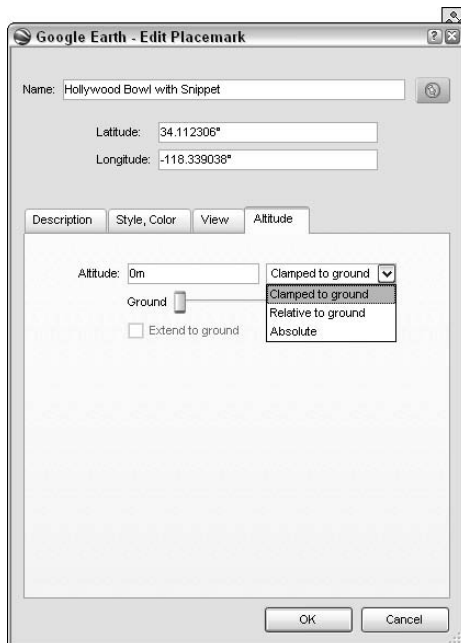 Google Earth - Edit Placemark
Name: Hollywood Bowl with Snippet
Latitude: 34.112306°
Longitude: -118.339038°
Description Style, Color View Altitude
Altitude: 0m Clamped to ground
Ground Clamped to ground
Relative to ground
Extend to ground Absolute
OK Cancel